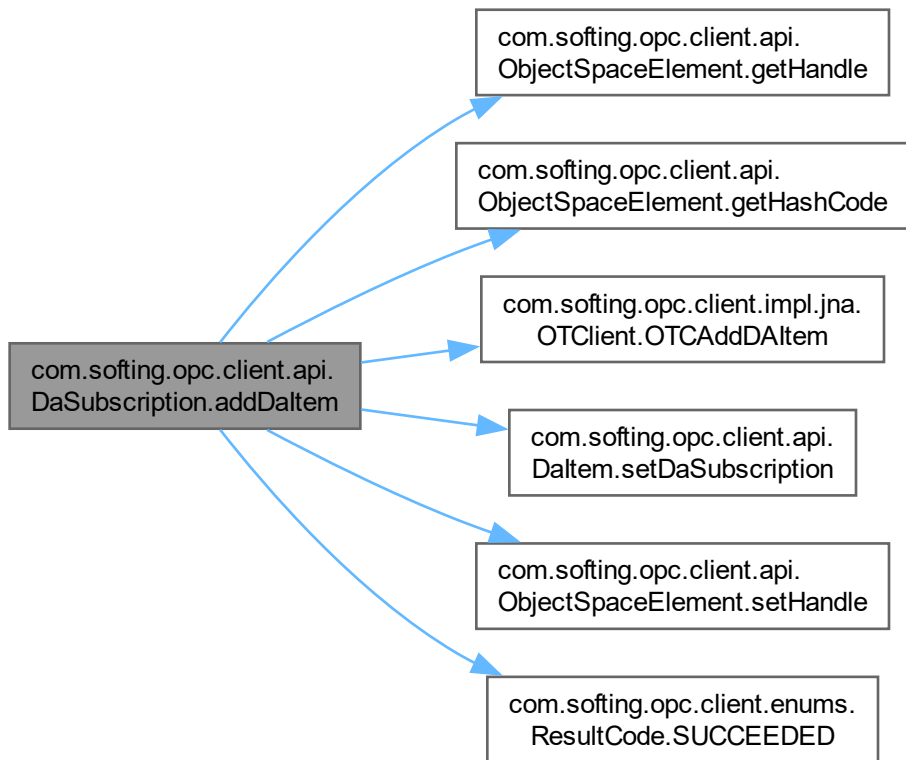 com.softing.opc.client.api.
ObjectSpaceElement.getHandle
com.softing.opc.client.api.
ObjectSpaceElement.getHashCode
com.softing.opc.client.impl.jna.
OTClient.OTCAddDAItem
com.softing.opc.client.api.
DaSubscription.addDaItem
com.softing.opc.client.api.
DaItem.setDaSubscription
com.softing.opc.client.api.
ObjectSpaceElement.setHandle
com.softing.opc.client.enums.
ResultCode.SUCCEEDED